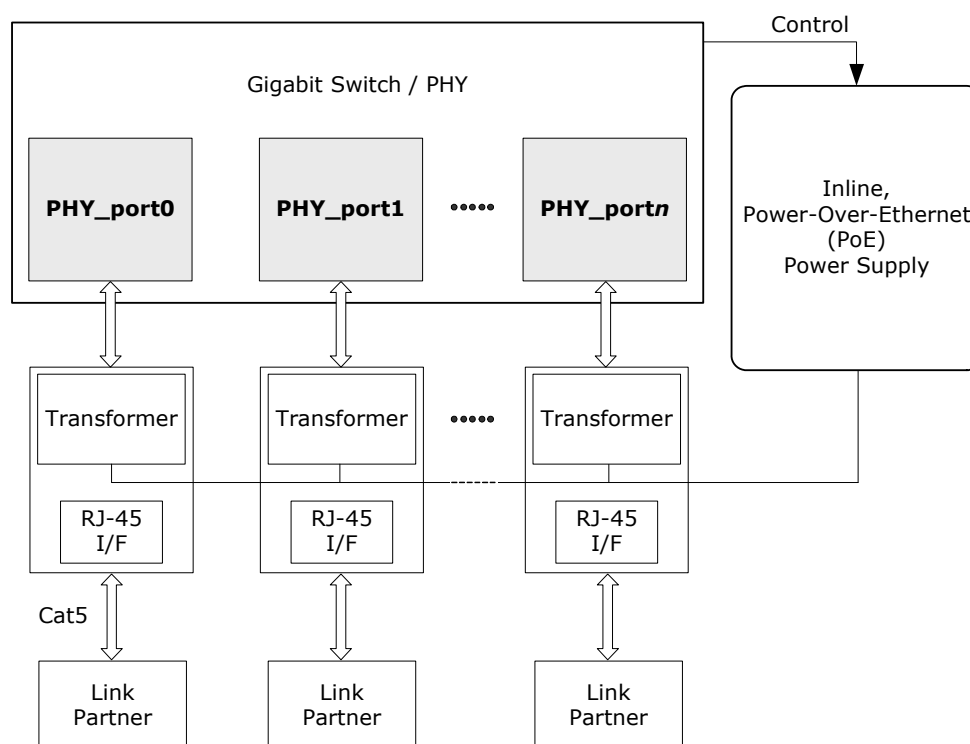 Control
Gigabit Switch / PHY
PHY_port0
PHY_port1
PHY_portn
Inline,
Power-Over-Ethernet
(PoE)
Power Supply
Transformer
Transformer
Transformer
RJ-45
I/F
RJ-45
I/F
RJ-45
I/F
Cat5
Link
Partner
Link
Partner
Link
Partner